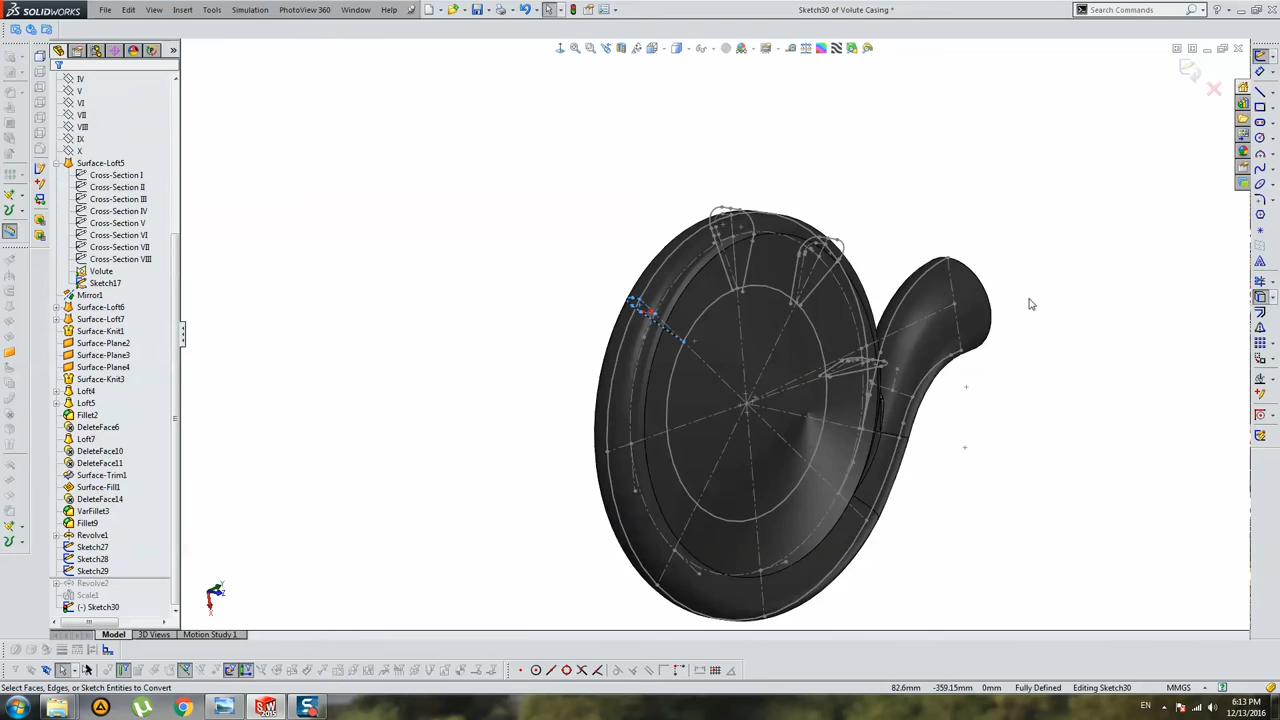 SOLIDWORKS
File Edit View Insert Tools Simulation PhotoView 360 Window Help
Sketch30 of Volute Casing *
Search Commands
IV
V
VI
VII
VIII
IX
X
Surface-Loft5
Cross-Section I
Cross-Section II
Cross-Section III
Cross-Section IV
Cross-Section V
Cross-Section VI
Cross-Section VII
Cross-Section VIII
Volute
Sketch17
Mirror1
Surface-Loft6
Surface-Loft7
Surface-Knit1
Surface-Plane2
Surface-Plane3
Surface-Plane4
Surface-Knit3
Loft4
Loft5
Fillet2
DeleteFace6
Loft7
DeleteFace10
DeleteFace11
Surface-Trim1
Surface-Fill1
DeleteFace14
VarFillet3
Fillet9
Revolve1
Sketch27
Sketch28
Sketch29
Revolve2
Scale1
(-) Sketch30
Y
Z
X
Model 3D Views Motion Study 1
Select Faces, Edges, or Sketch Entities to Convert
82.6mm -359.15mm 0mm Fully Defined Editing Sketch30 MMGS
SW
2015
EN
6:13 PM
12/13/2016